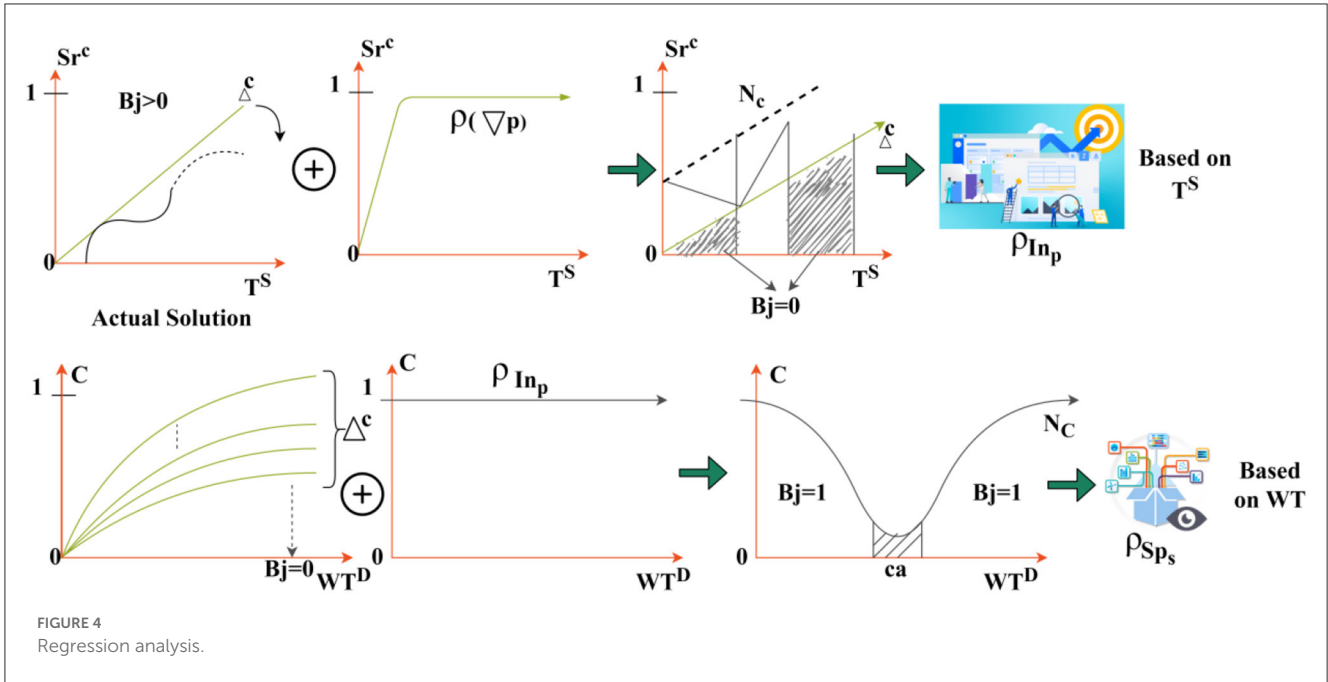 Sr^c
1
Bj>0
△^c
0
T^S
Actual Solution
Sr^c
1
ρ(▽p)
0
T^S
Sr^c
1
N_c
△^c
0
T^S
Bj=0
ρ_In_p
Based on
T^S
C
1
△^c
0
Bj=0
WT^D
C
1
ρ_In_p
0
WT^D
C
N_C
Bj=1
Bj=1
0
ca
WT^D
ρ_Sp_s
Based
on WT
FIGURE 4
Regression analysis.